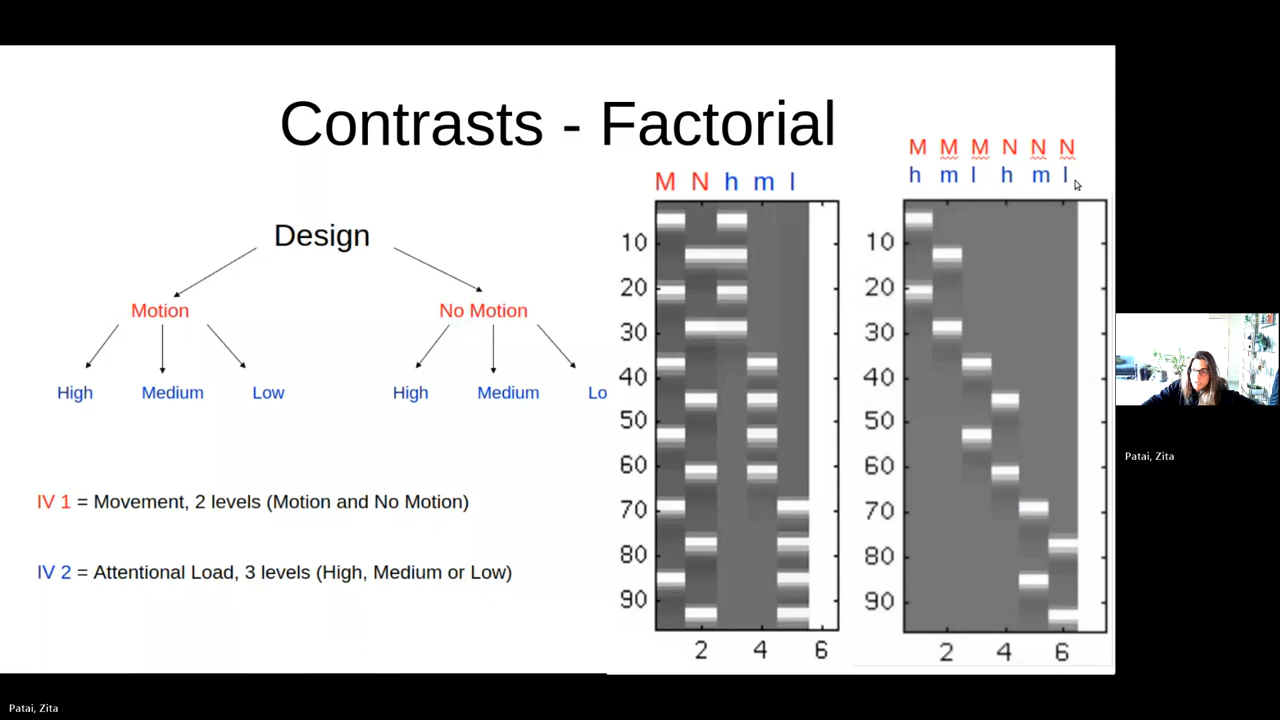 Contrasts - Factorial
Design
Motion
No Motion
High
Medium
Low
High
Medium
Lo
IV 1 = Movement, 2 levels (Motion and No Motion)
IV 2 = Attentional Load, 3 levels (High, Medium or Low)
M N h m l
10
20
30
40
50
60
70
80
90
2 4 6
M M M N N N
h m l h m l
10
20
30
40
50
60
70
80
90
2 4 6
Patai, Zita
Patai, Zita